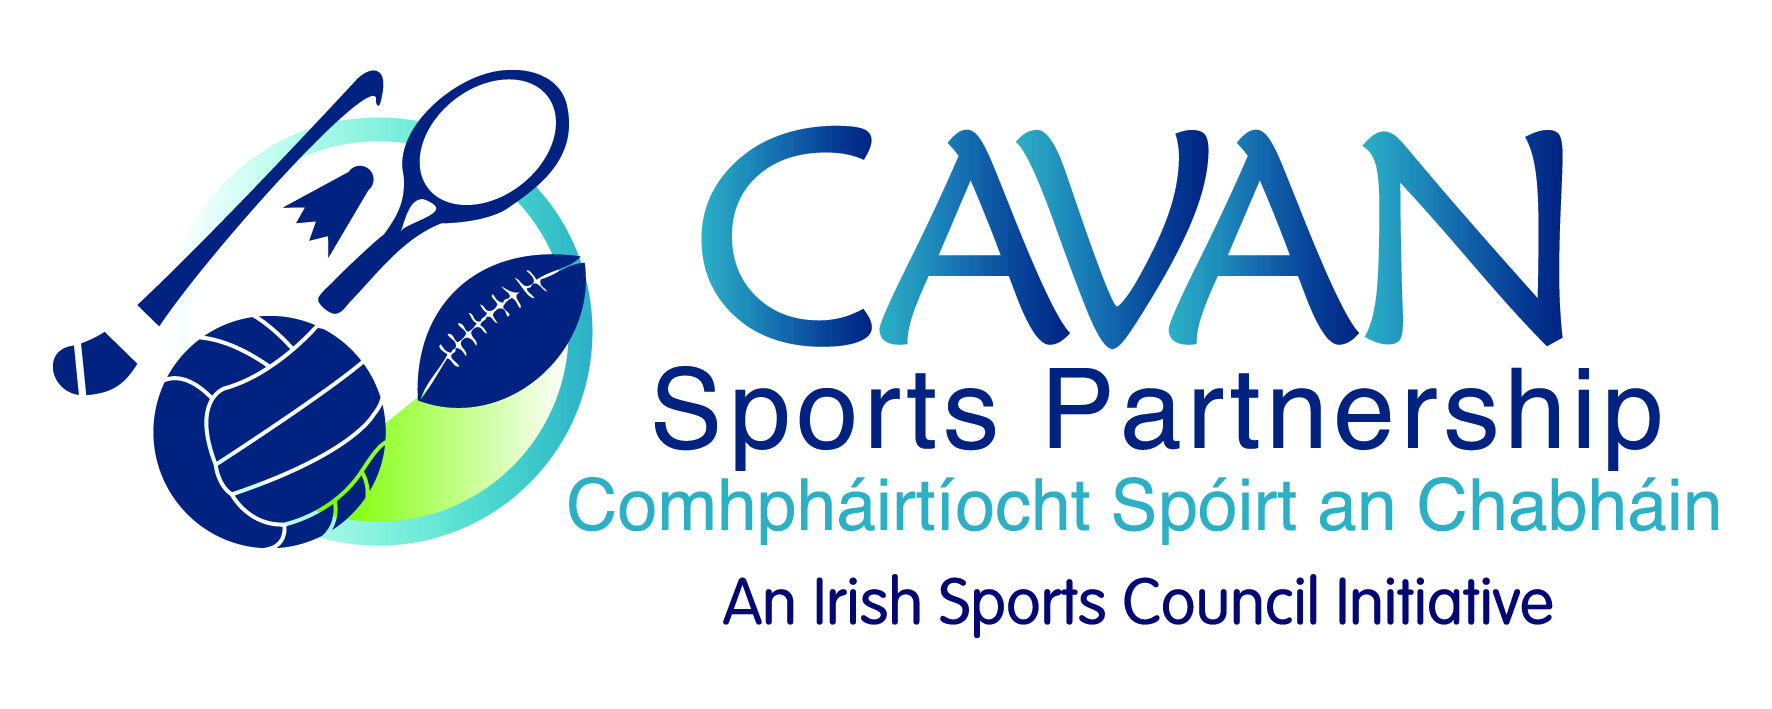 CAVAN
Sports Partnership
Comhpháirtíocht Spóirt an Chabháin
An Irish Sports Council Initiative